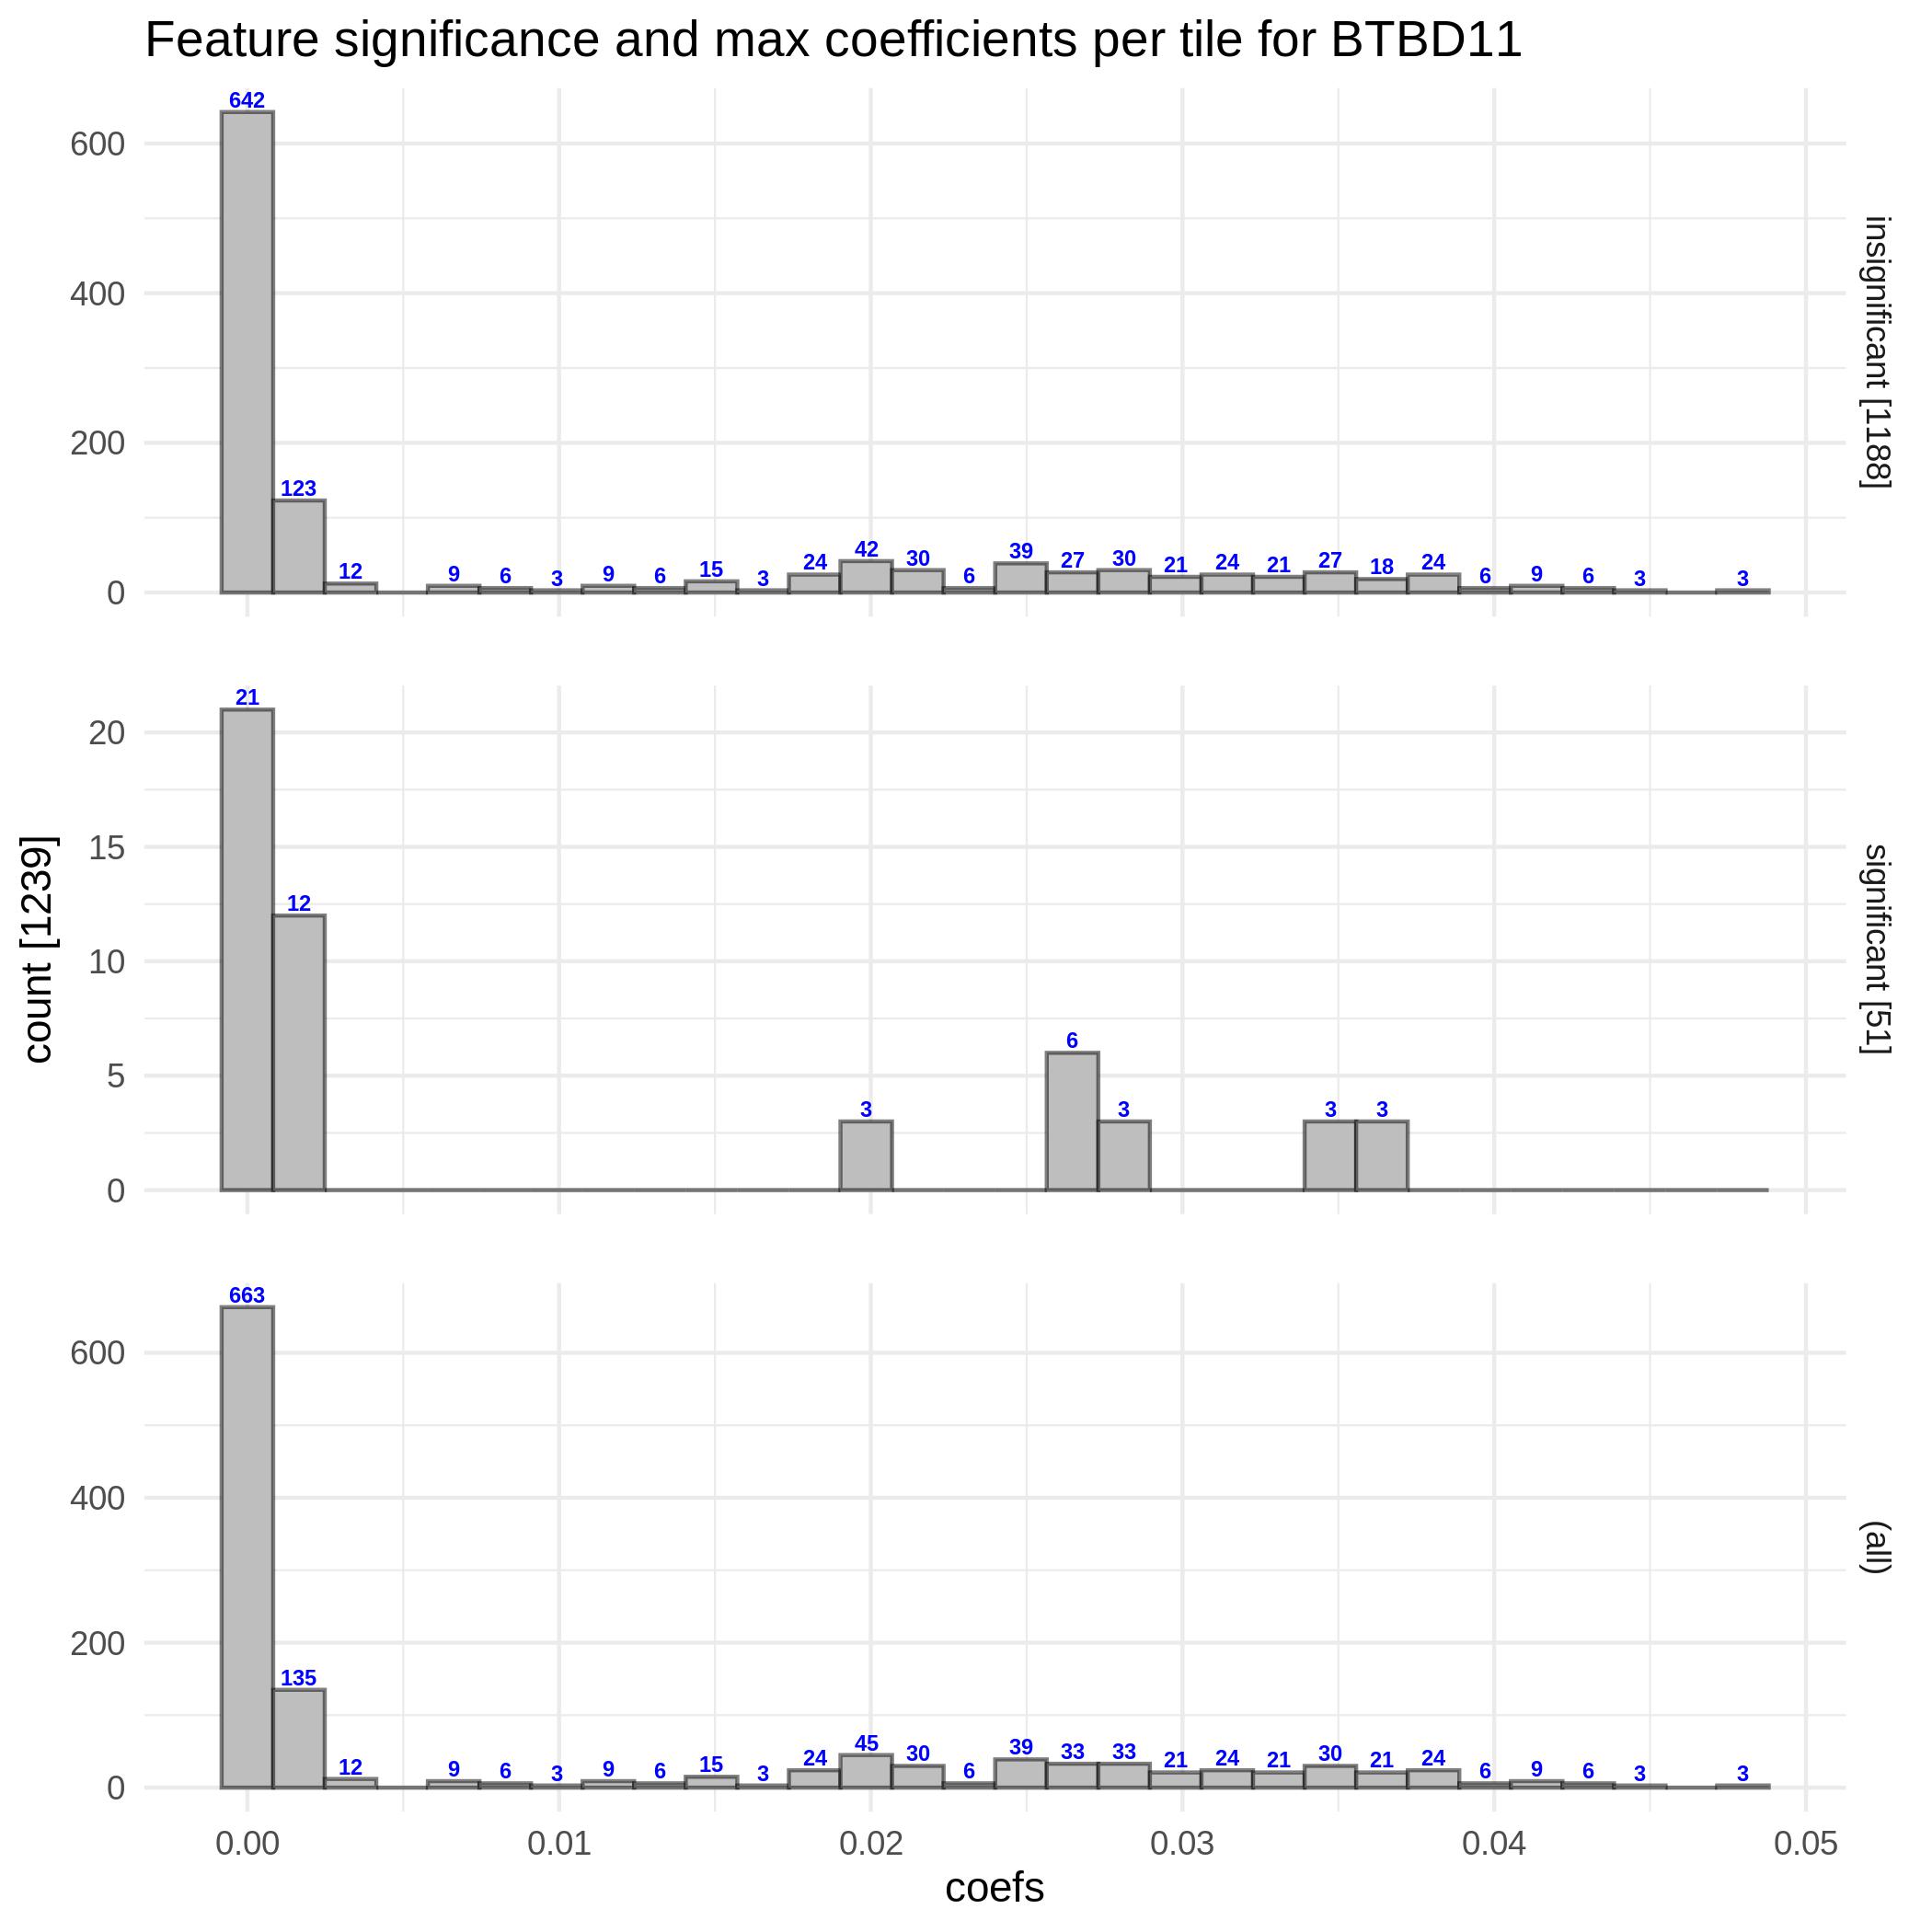 Feature significance and max coefficients per tile for BTBD11
642
600
400
200
123
12 9 6 3 9 6 15 3 24 42 30 6 39 27 30 21 24 21 27 18 24 6 9 6 3 3
0
insignificant [1188]
count [1239]
21
20
15
12
10
6
5
3 3 3 3
0
significant [51]
663
600
400
200
135
12 9 6 3 9 6 15 3 24 45 30 6 39 33 33 21 24 21 30 21 24 6 9 6 3 3
0
(all)
0.00 0.01 0.02 0.03 0.04 0.05
coefs